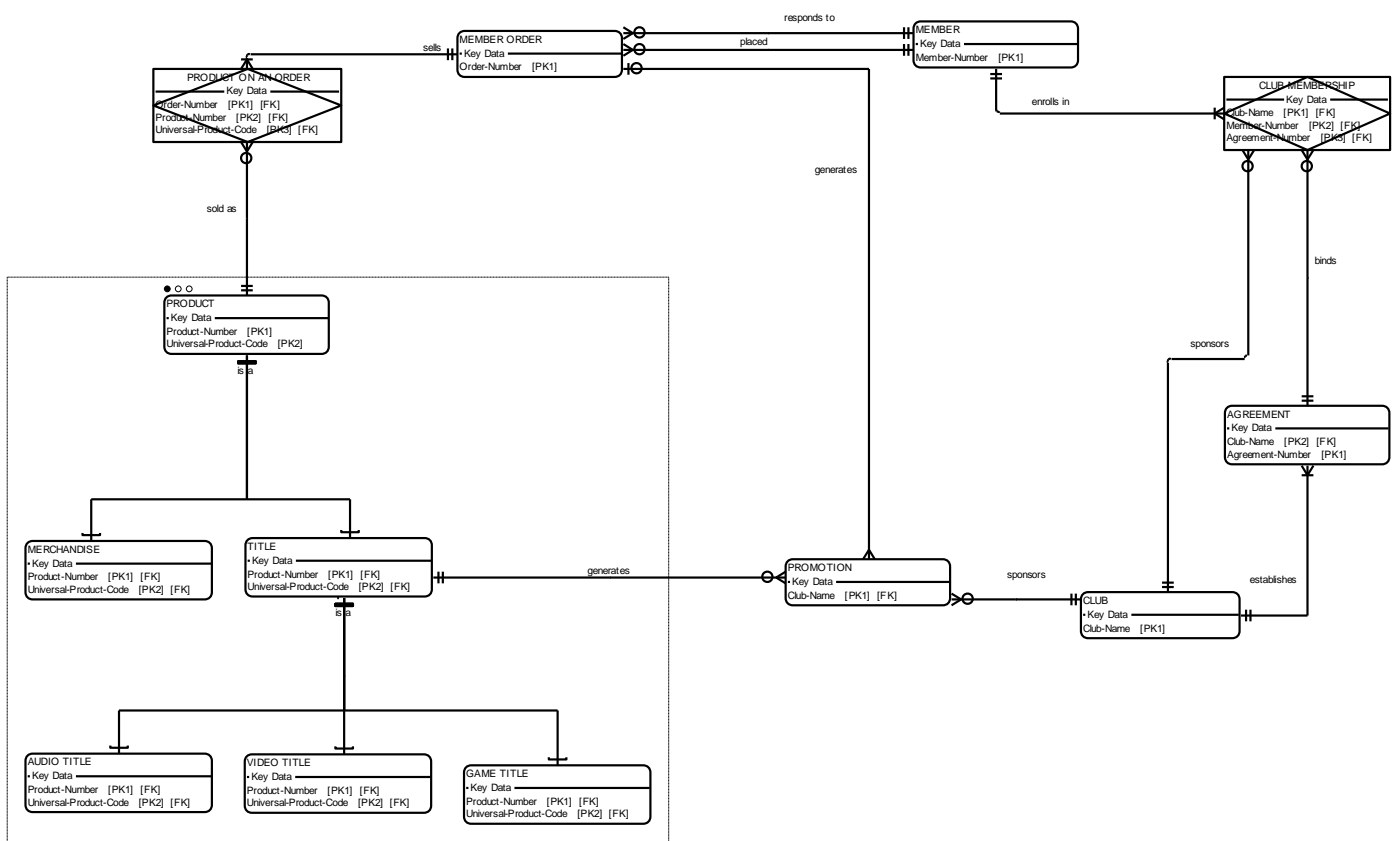 responds to
MEMBER ORDER
Key Data
Order-Number [PK1]
sells
placed
MEMBER
Key Data
Member-Number [PK1]
PRODUCT ON AN ORDER
Key Data
Order-Number [PK1] [FK]
Product-Number [PK2] [FK]
Universal-Product-Code [PK3] [FK]
enrolls in
CLUB MEMBERSHIP
Key Data
Club-Name [PK1] [FK]
Member-Number [PK2] [FK]
Agreement-Number [PK3] [FK]
generates
sold as
binds
PRODUCT
Key Data
Product-Number [PK1]
Universal-Product-Code [PK2]
is a
sponsors
AGREEMENT
Key Data
Club-Name [PK2] [FK]
Agreement-Number [PK1]
MERCHANDISE
Key Data
Product-Number [PK1] [FK]
Universal-Product-Code [PK2] [FK]
TITLE
Key Data
Product-Number [PK1] [FK]
Universal-Product-Code [PK2] [FK]
is a
generates
PROMOTION
Key Data
Club-Name [PK1] [FK]
sponsors
establishes
CLUB
Key Data
Club-Name [PK1]
AUDIO TITLE
Key Data
Product-Number [PK1] [FK]
Universal-Product-Code [PK2] [FK]
VIDEO TITLE
Key Data
Product-Number [PK1] [FK]
Universal-Product-Code [PK2] [FK]
GAME TITLE
Key Data
Product-Number [PK1] [FK]
Universal-Product-Code [PK2] [FK]